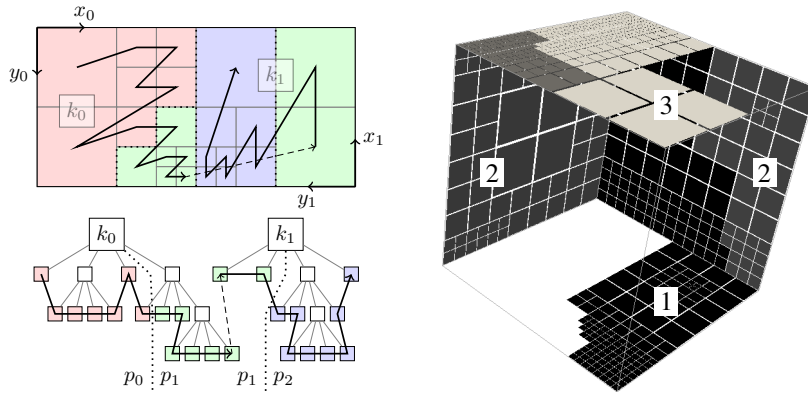 x₀
y₀
k₀
k₁
x₁
y₁
k₀
k₁
p₀ p₁ p₁ p₂
3
2
2
1